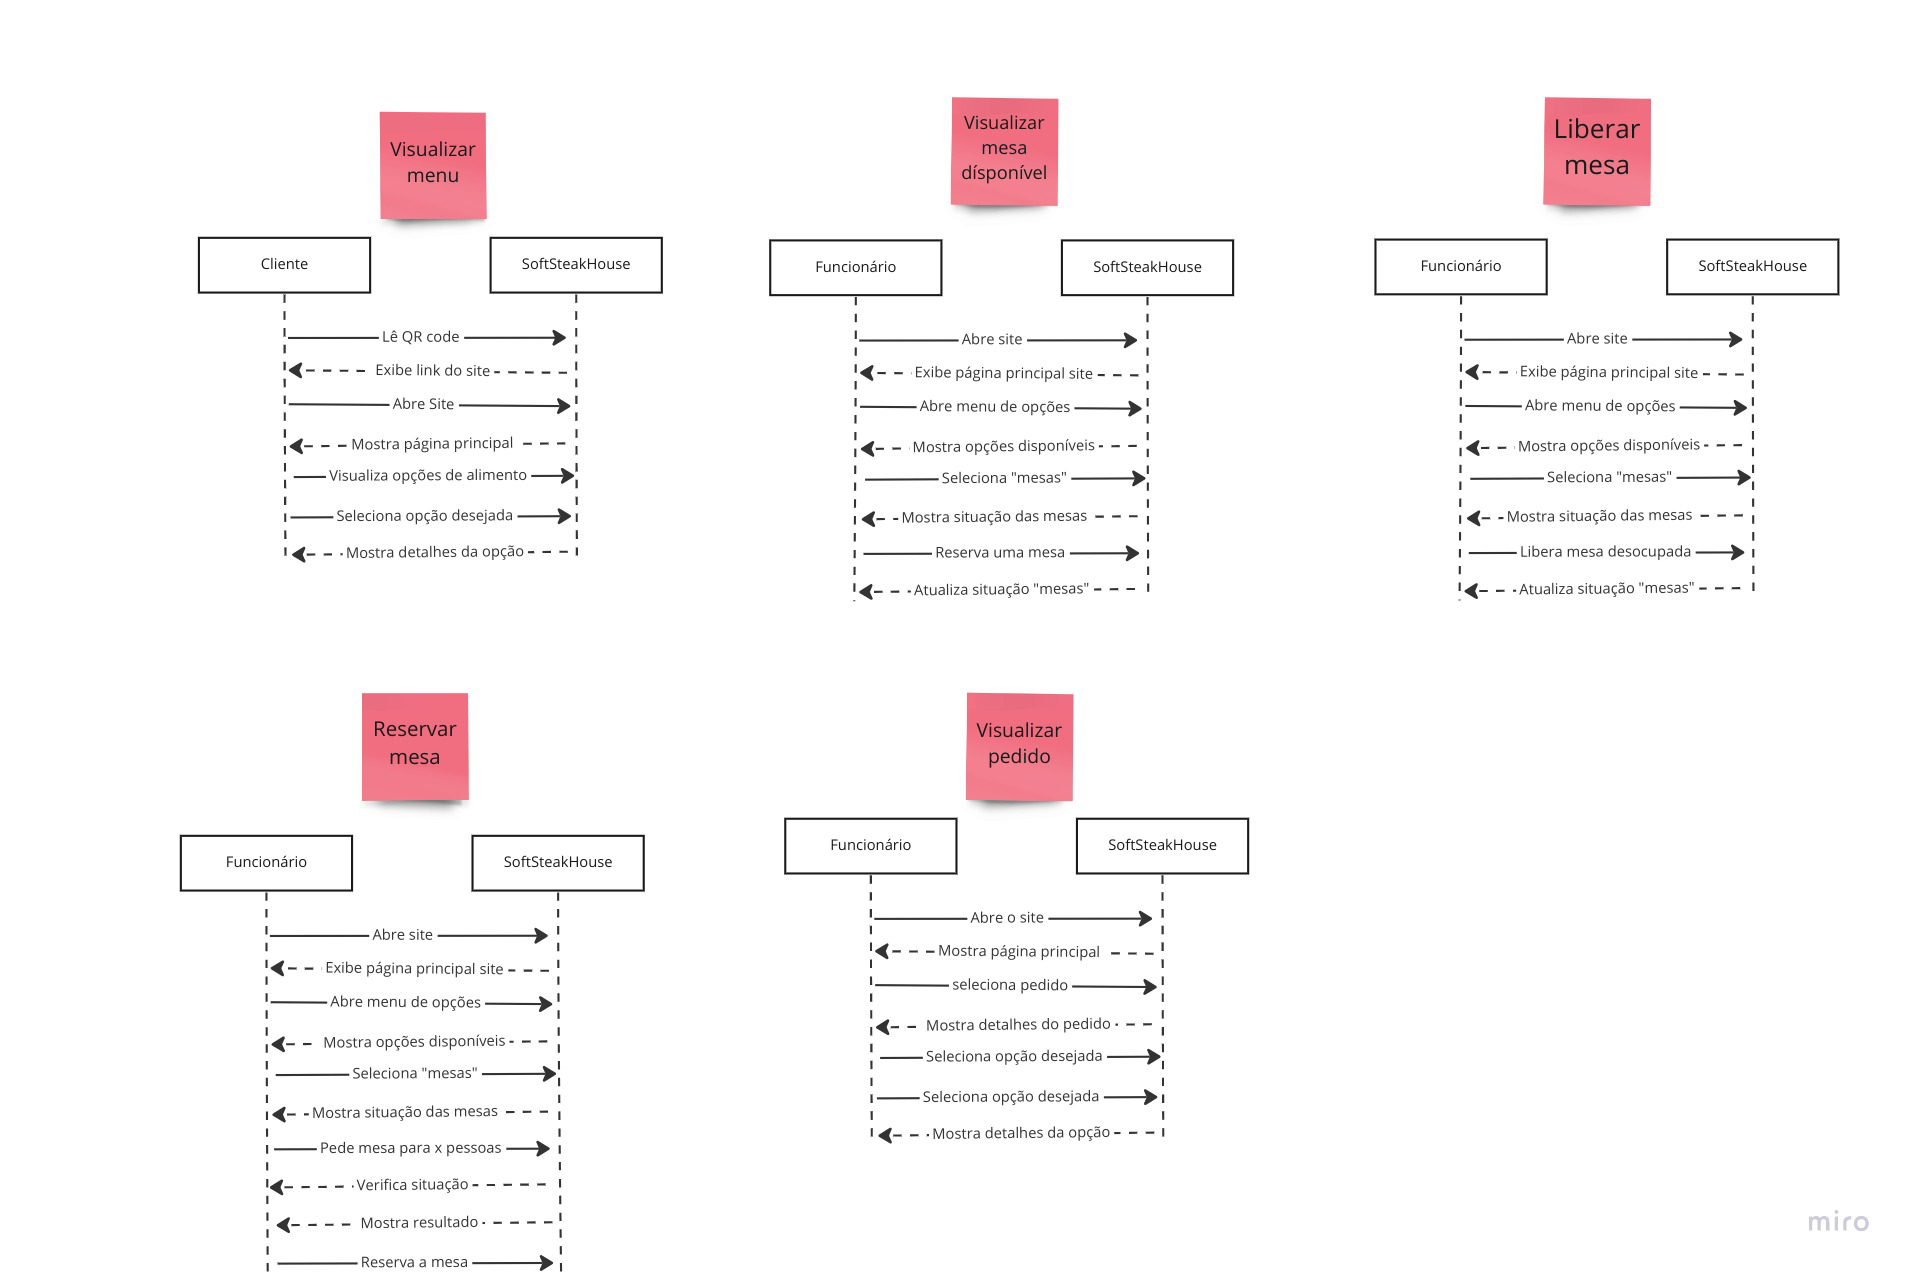 Visualizar
menu
Cliente
SoftSteakHouse
Lê QR code
Exibe link do site
Abre Site
Mostra página principal
Visualiza opções de alimento
Seleciona opção desejada
Mostra detalhes da opção
Visualizar
mesa
dísponível
Funcionário
SoftSteakHouse
Abre site
Exibe página principal site
Abre menu de opções
Mostra opções disponíveis
Seleciona "mesas"
Mostra situação das mesas
Reserva uma mesa
Atualiza situação "mesas"
Liberar
mesa
Funcionário
SoftSteakHouse
Abre site
Exibe página principal site
Abre menu de opções
Mostra opções disponíveis
Seleciona "mesas"
Mostra situação das mesas
Libera mesa desocupada
Atualiza situação "mesas"
Reservar
mesa
Funcionário
SoftSteakHouse
Abre site
Exibe página principal site
Abre menu de opções
Mostra opções disponíveis
Seleciona "mesas"
Mostra situação das mesas
Pede mesa para x pessoas
Verifica situação
Mostra resultado
Reserva a mesa
Visualizar
pedido
Funcionário
SoftSteakHouse
Abre o site
Mostra página principal
seleciona pedido
Mostra detalhes do pedido
Seleciona opção desejada
Seleciona opção desejada
Mostra detalhes da opção
miro